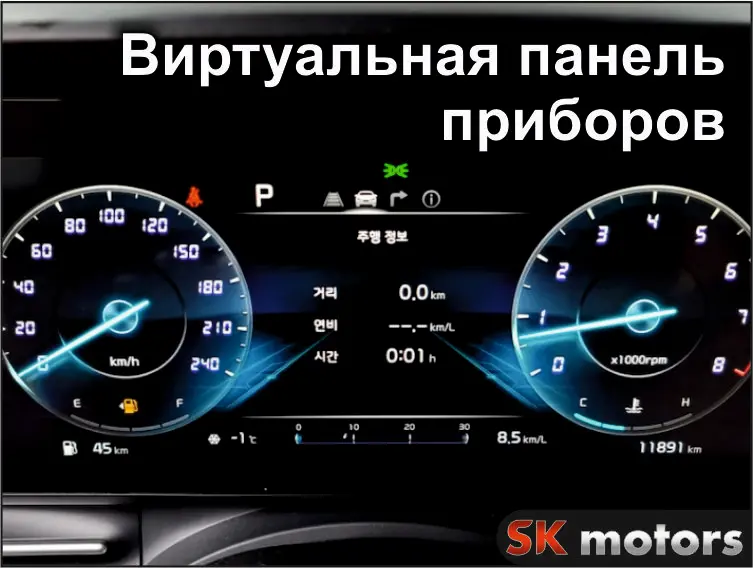 Виртуальная панель
приборов
P
주행 정보
거리 0.0 km
연비 --.- km/L
시간 0:01 h
0 20 40 60 80 100 120 150 180 210 240
km/h
E F
45 km
-1 °C
0 10 20 30
8.5 km/L
0 1 2 3 4 5 6 7 8
x1000rpm
C H
11891 km
SK motors